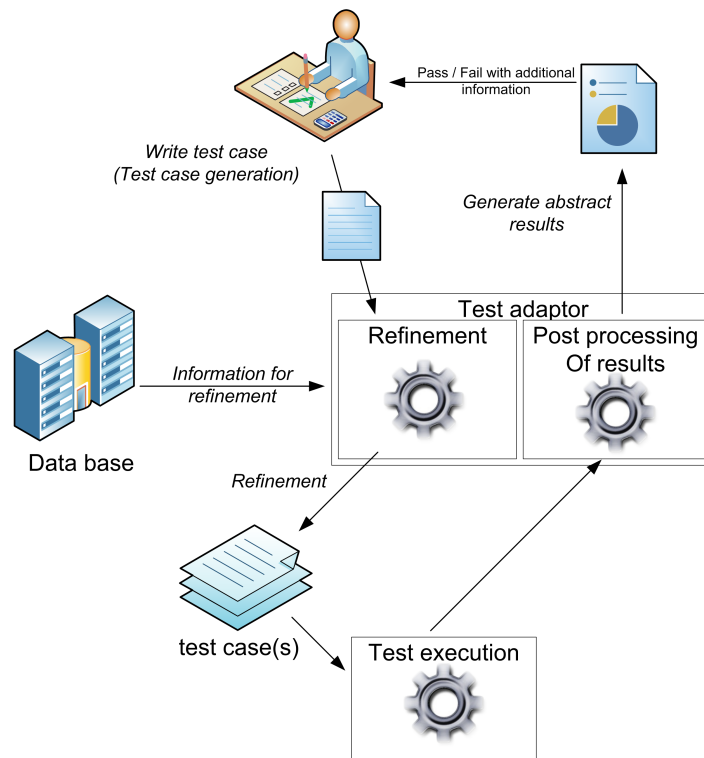 Pass / Fail with additional
information
Write test case
(Test case generation)
Generate abstract
results
Test adaptor
Refinement
Post processing
Of results
Information for
refinement
Data base
Refinement
test case(s)
Test execution